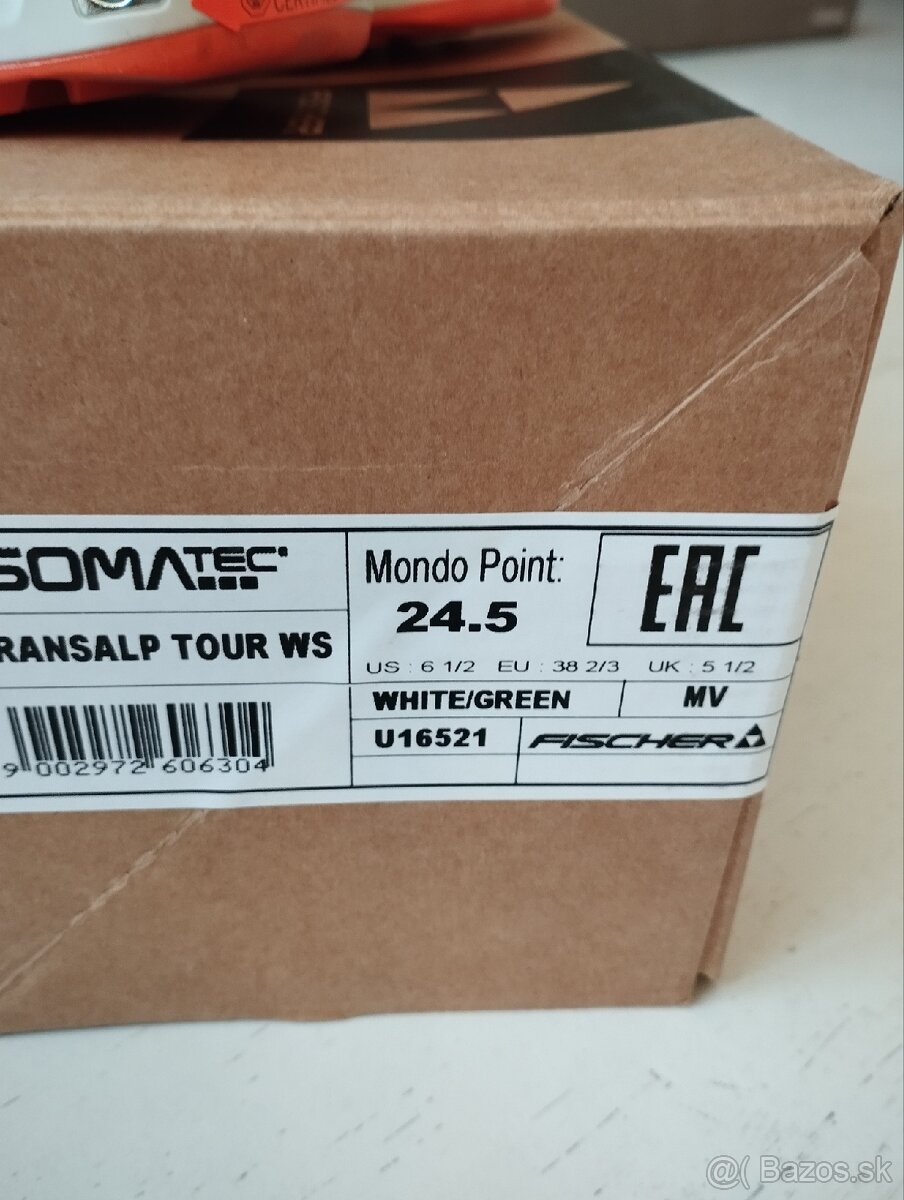 SOMATEC
RANSALP TOUR WS
9 002972 606304
Mondo Point:
24.5
EAC
US : 6 1/2 EU : 38 2/3 UK : 5 1/2
WHITE/GREEN MV
U16521 FISCHER
@( Bazos.sk